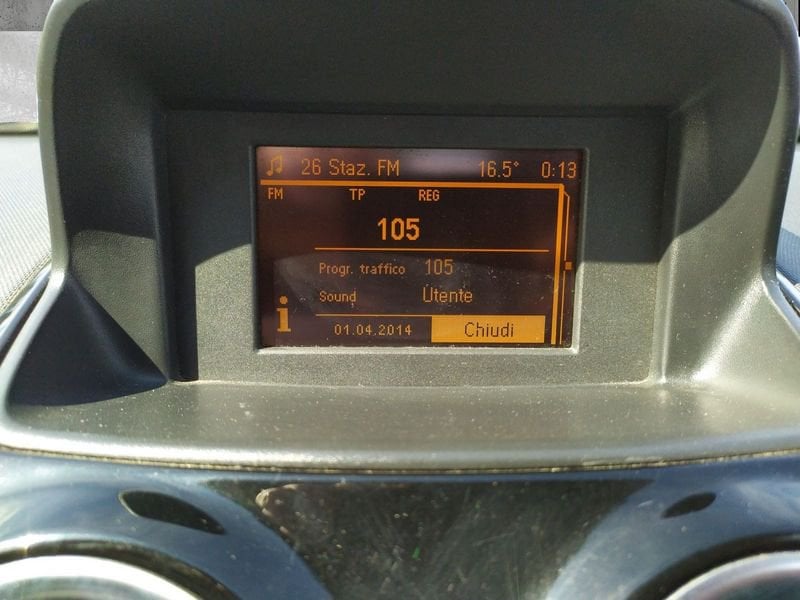 26 Staz. FM 16.5° 0:13
FM TP REG
105
Progr. traffico 105
Sound Utente
i
01.04.2014 Chiudi